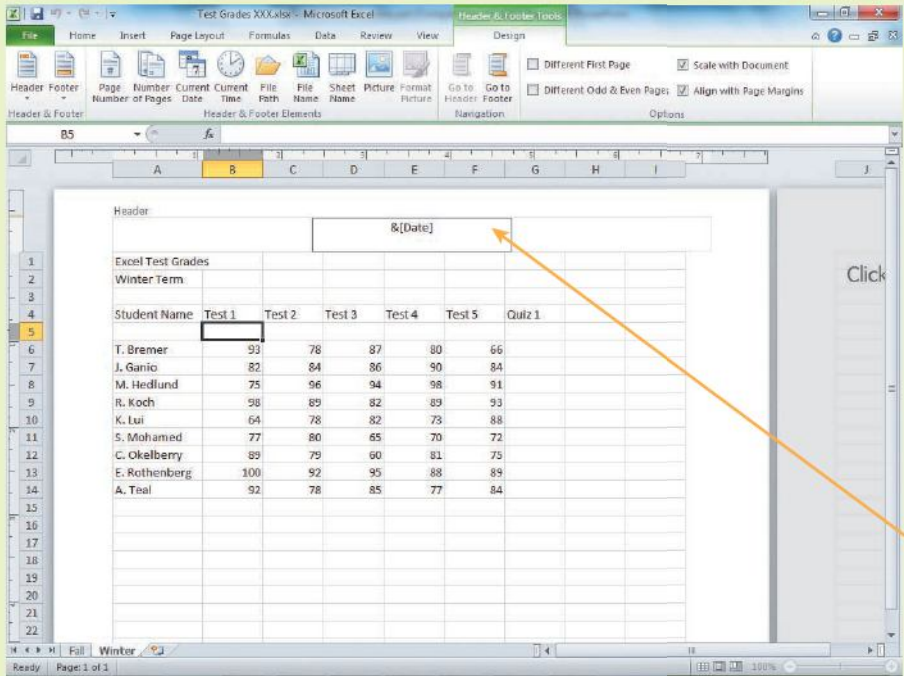 Test Grades XXX.xlsx - Microsoft Excel
Header & Footer Tools
File Home Insert Page Layout Formulas Data Review View Design
Header Footer Page Number Number of Pages Current Date Current Time File Path File Name Sheet Name Picture Format Picture Go to Header Go to Footer
Different First Page
Different Odd & Even Pages
Scale with Document
Align with Page Margins
Header & Footer Header & Footer Elements Navigation Options
B5 fx
A B C D E F G H I J
Header
&[Date]
1 Excel Test Grades
2 Winter Term
Click
3
4 Student Name Test 1 Test 2 Test 3 Test 4 Test 5 Quiz 1
5
6 T. Bremer 93 78 87 80 66
7 J. Ganio 82 84 86 90 84
8 M. Hedlund 75 96 94 98 91
9 R. Koch 98 89 82 89 93
10 K. Lui 64 78 82 73 88
11 S. Mohamed 77 80 65 70 72
12 C. Okelberry 89 79 60 81 75
13 E. Rothenberg 100 92 95 88 89
14 A. Teal 92 78 85 77 84
15
16
17
18
19
20
21
22
Fall Winter
Ready Page: 1 of 1 100%